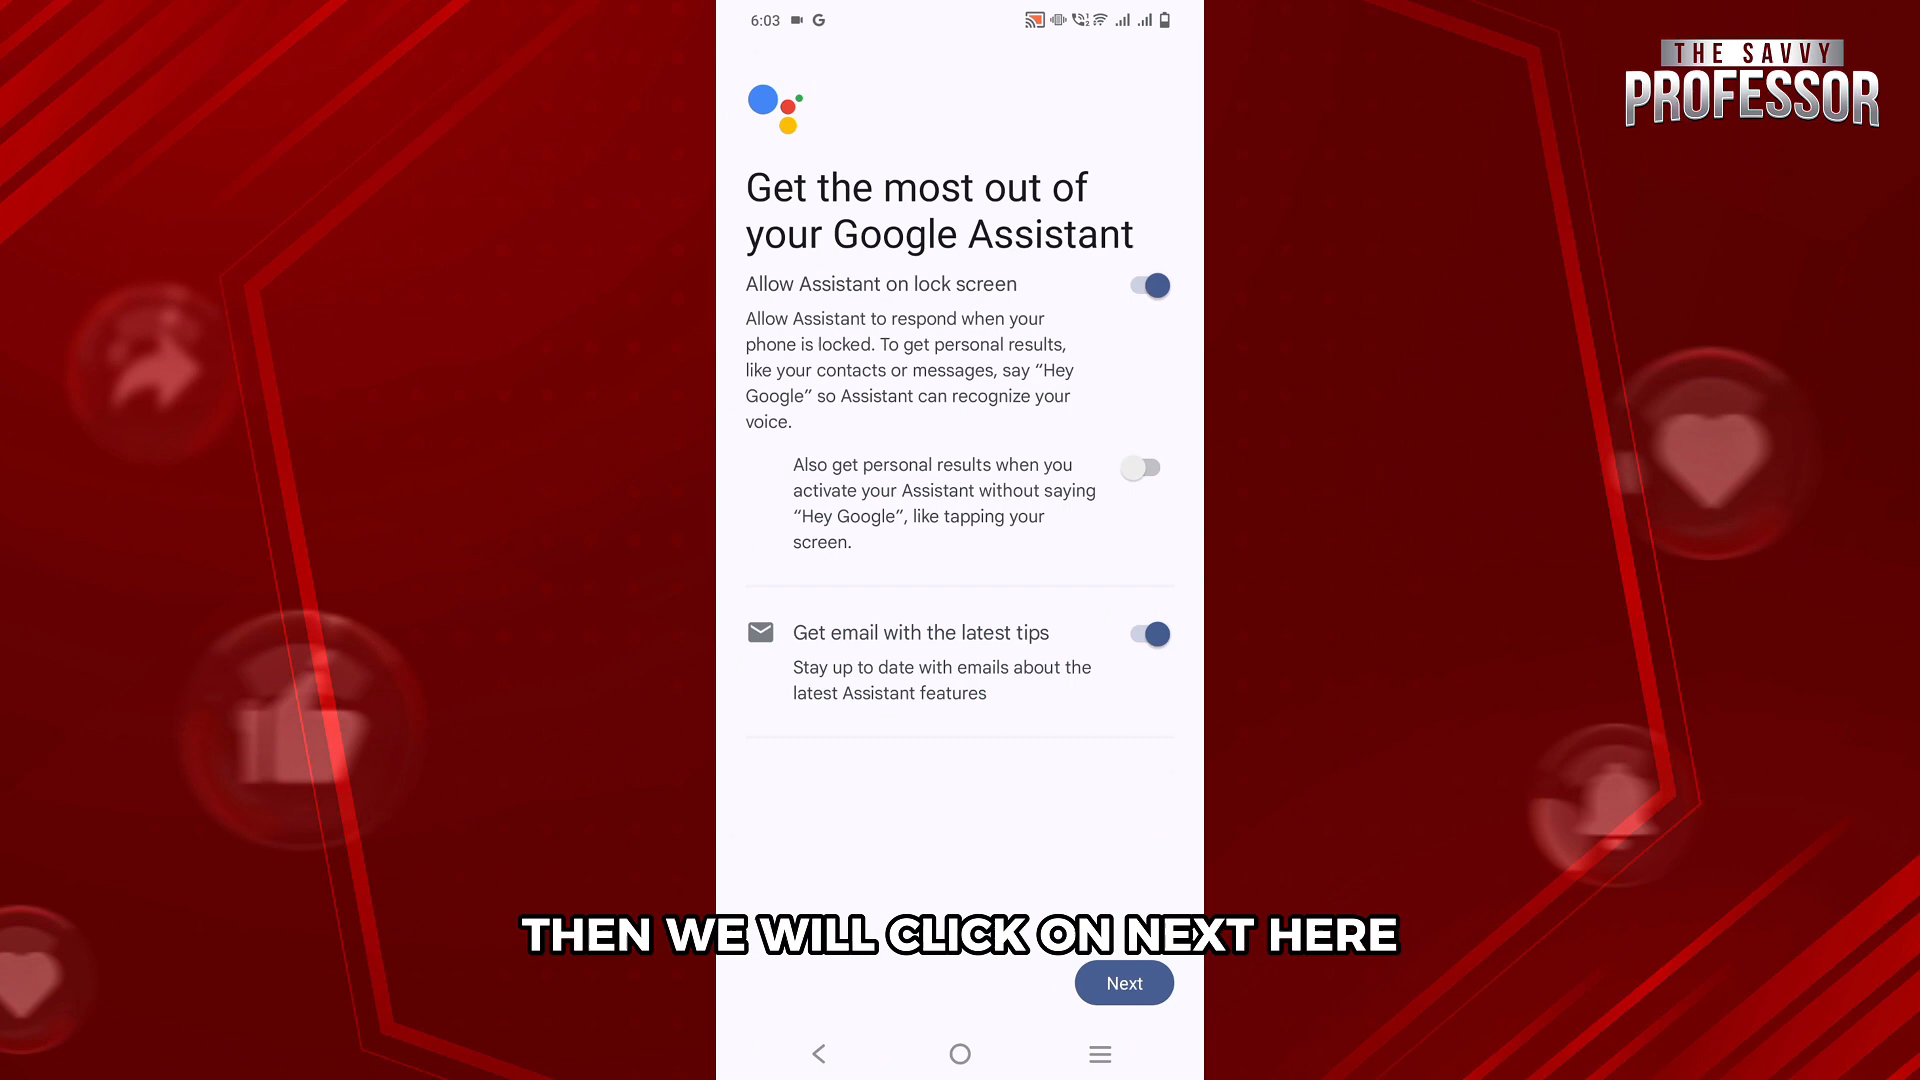 6:03
THE SAVVY
PROFESSOR
Get the most out of
your Google Assistant
Allow Assistant on lock screen
Allow Assistant to respond when your
phone is locked. To get personal results,
like your contacts or messages, say “Hey
Google” so Assistant can recognize your
voice.
Also get personal results when you
activate your Assistant without saying
“Hey Google”, like tapping your
screen.
Get email with the latest tips
Stay up to date with emails about the
latest Assistant features
THEN WE WILL CLICK ON NEXT HERE
Next